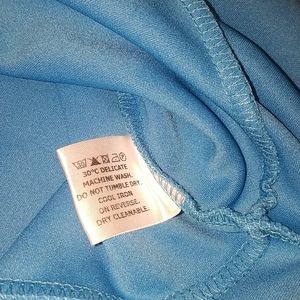 30°C DELICATE
MACHINE WASH.
DO NOT TUMBLE DRY.
COOL IRON
ON REVERSE.
DRY CLEANABLE.